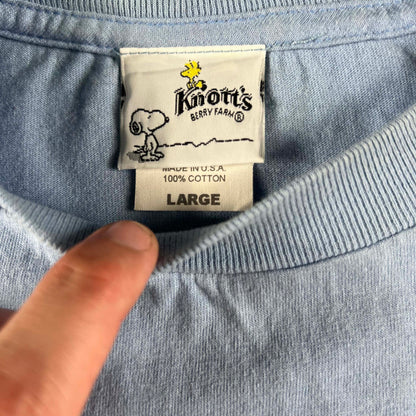 Knott's
BERRY FARM®
MADE IN U.S.A.
100% COTTON
LARGE